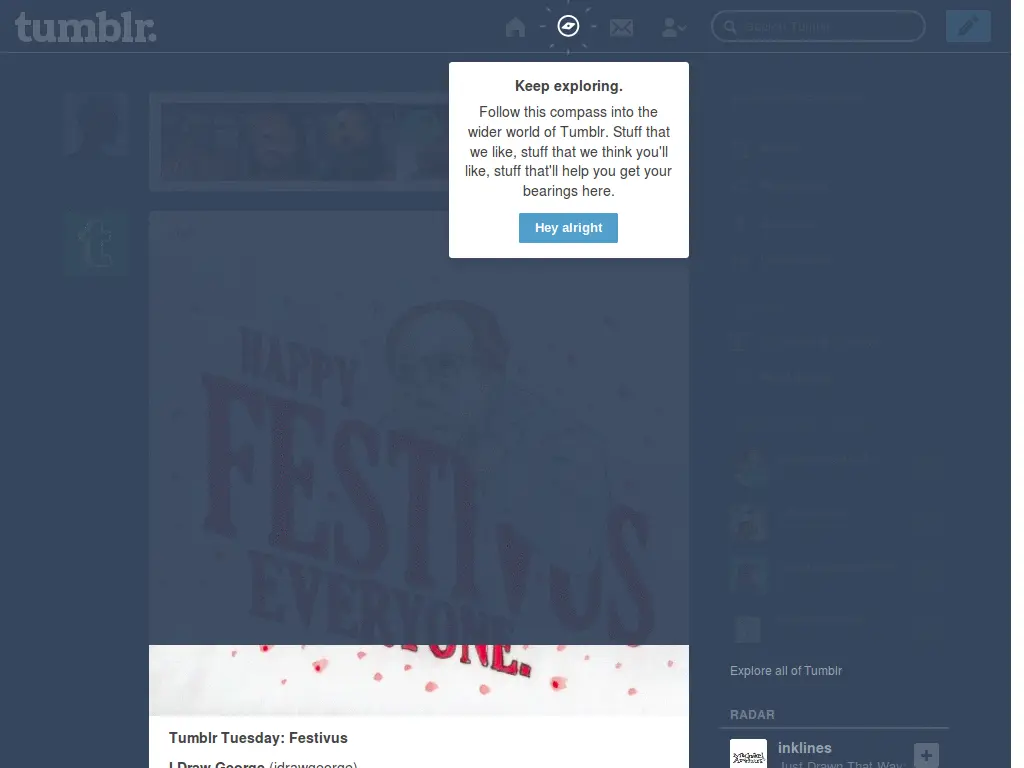 tumblr.
Search Tumblr
Keep exploring.
Follow this compass into the
wider world of Tumblr. Stuff that
we like, stuff that we think you'll
like, stuff that'll help you get your
bearings here.
Hey alright
HAPPY
FESTIVUS
EVERYONE.
Explore all of Tumblr
Tumblr Tuesday: Festivus
I Draw George (idrawgeorge)
RADAR
inklines
Just Drawn That Way: